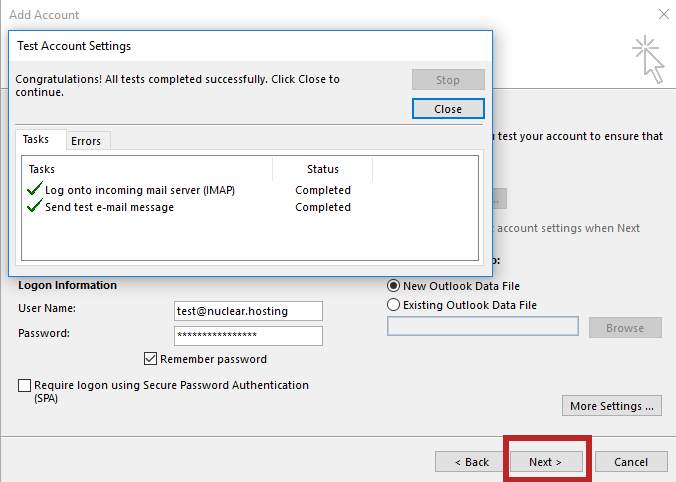 Add Account
Test Account Settings
Congratulations! All tests completed successfully. Click Close to
continue.
Stop
Close
Tasks Errors
Tasks Status
Log onto incoming mail server (IMAP) Completed
Send test e-mail message Completed
test your account to ensure that
...
account settings when Next
Logon Information
User Name: test@nuclear.hosting
Password: ****************
Remember password
Require logon using Secure Password Authentication
(SPA)
New Outlook Data File
Existing Outlook Data File
Browse
More Settings ...
< Back Next > Cancel